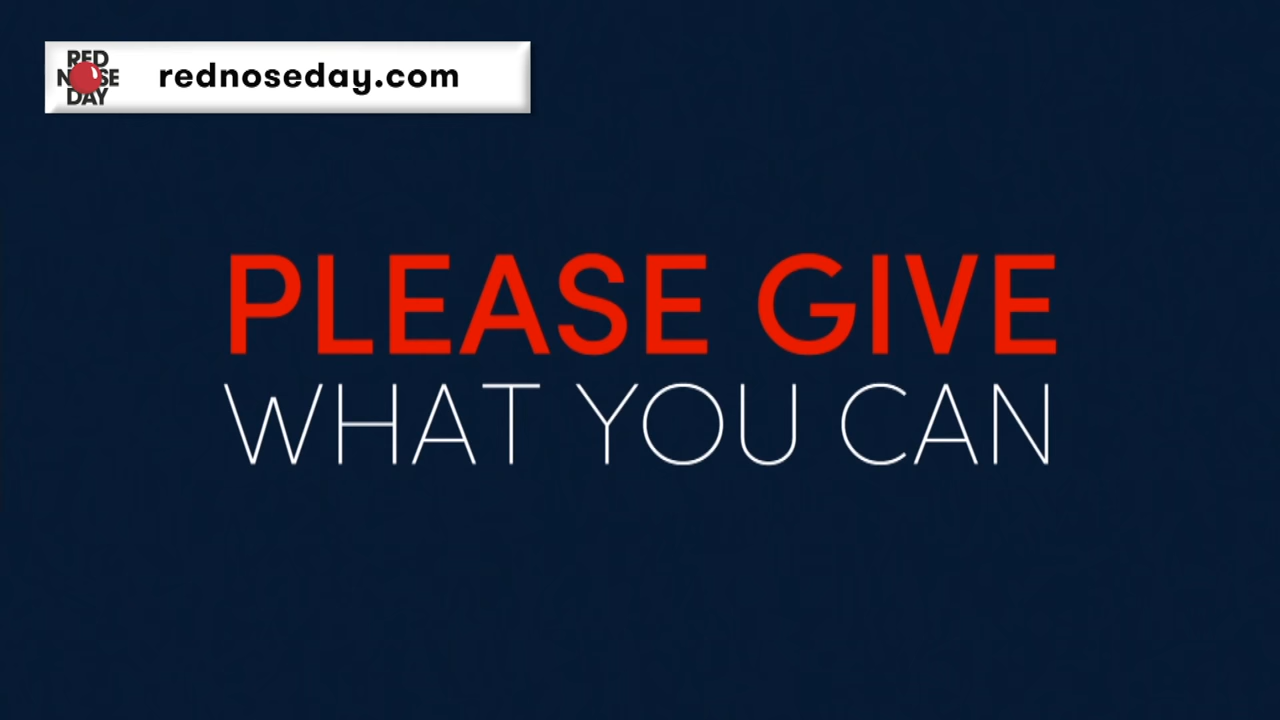 RED
NOSE
DAY
rednoseday.com
PLEASE GIVE
WHAT YOU CAN